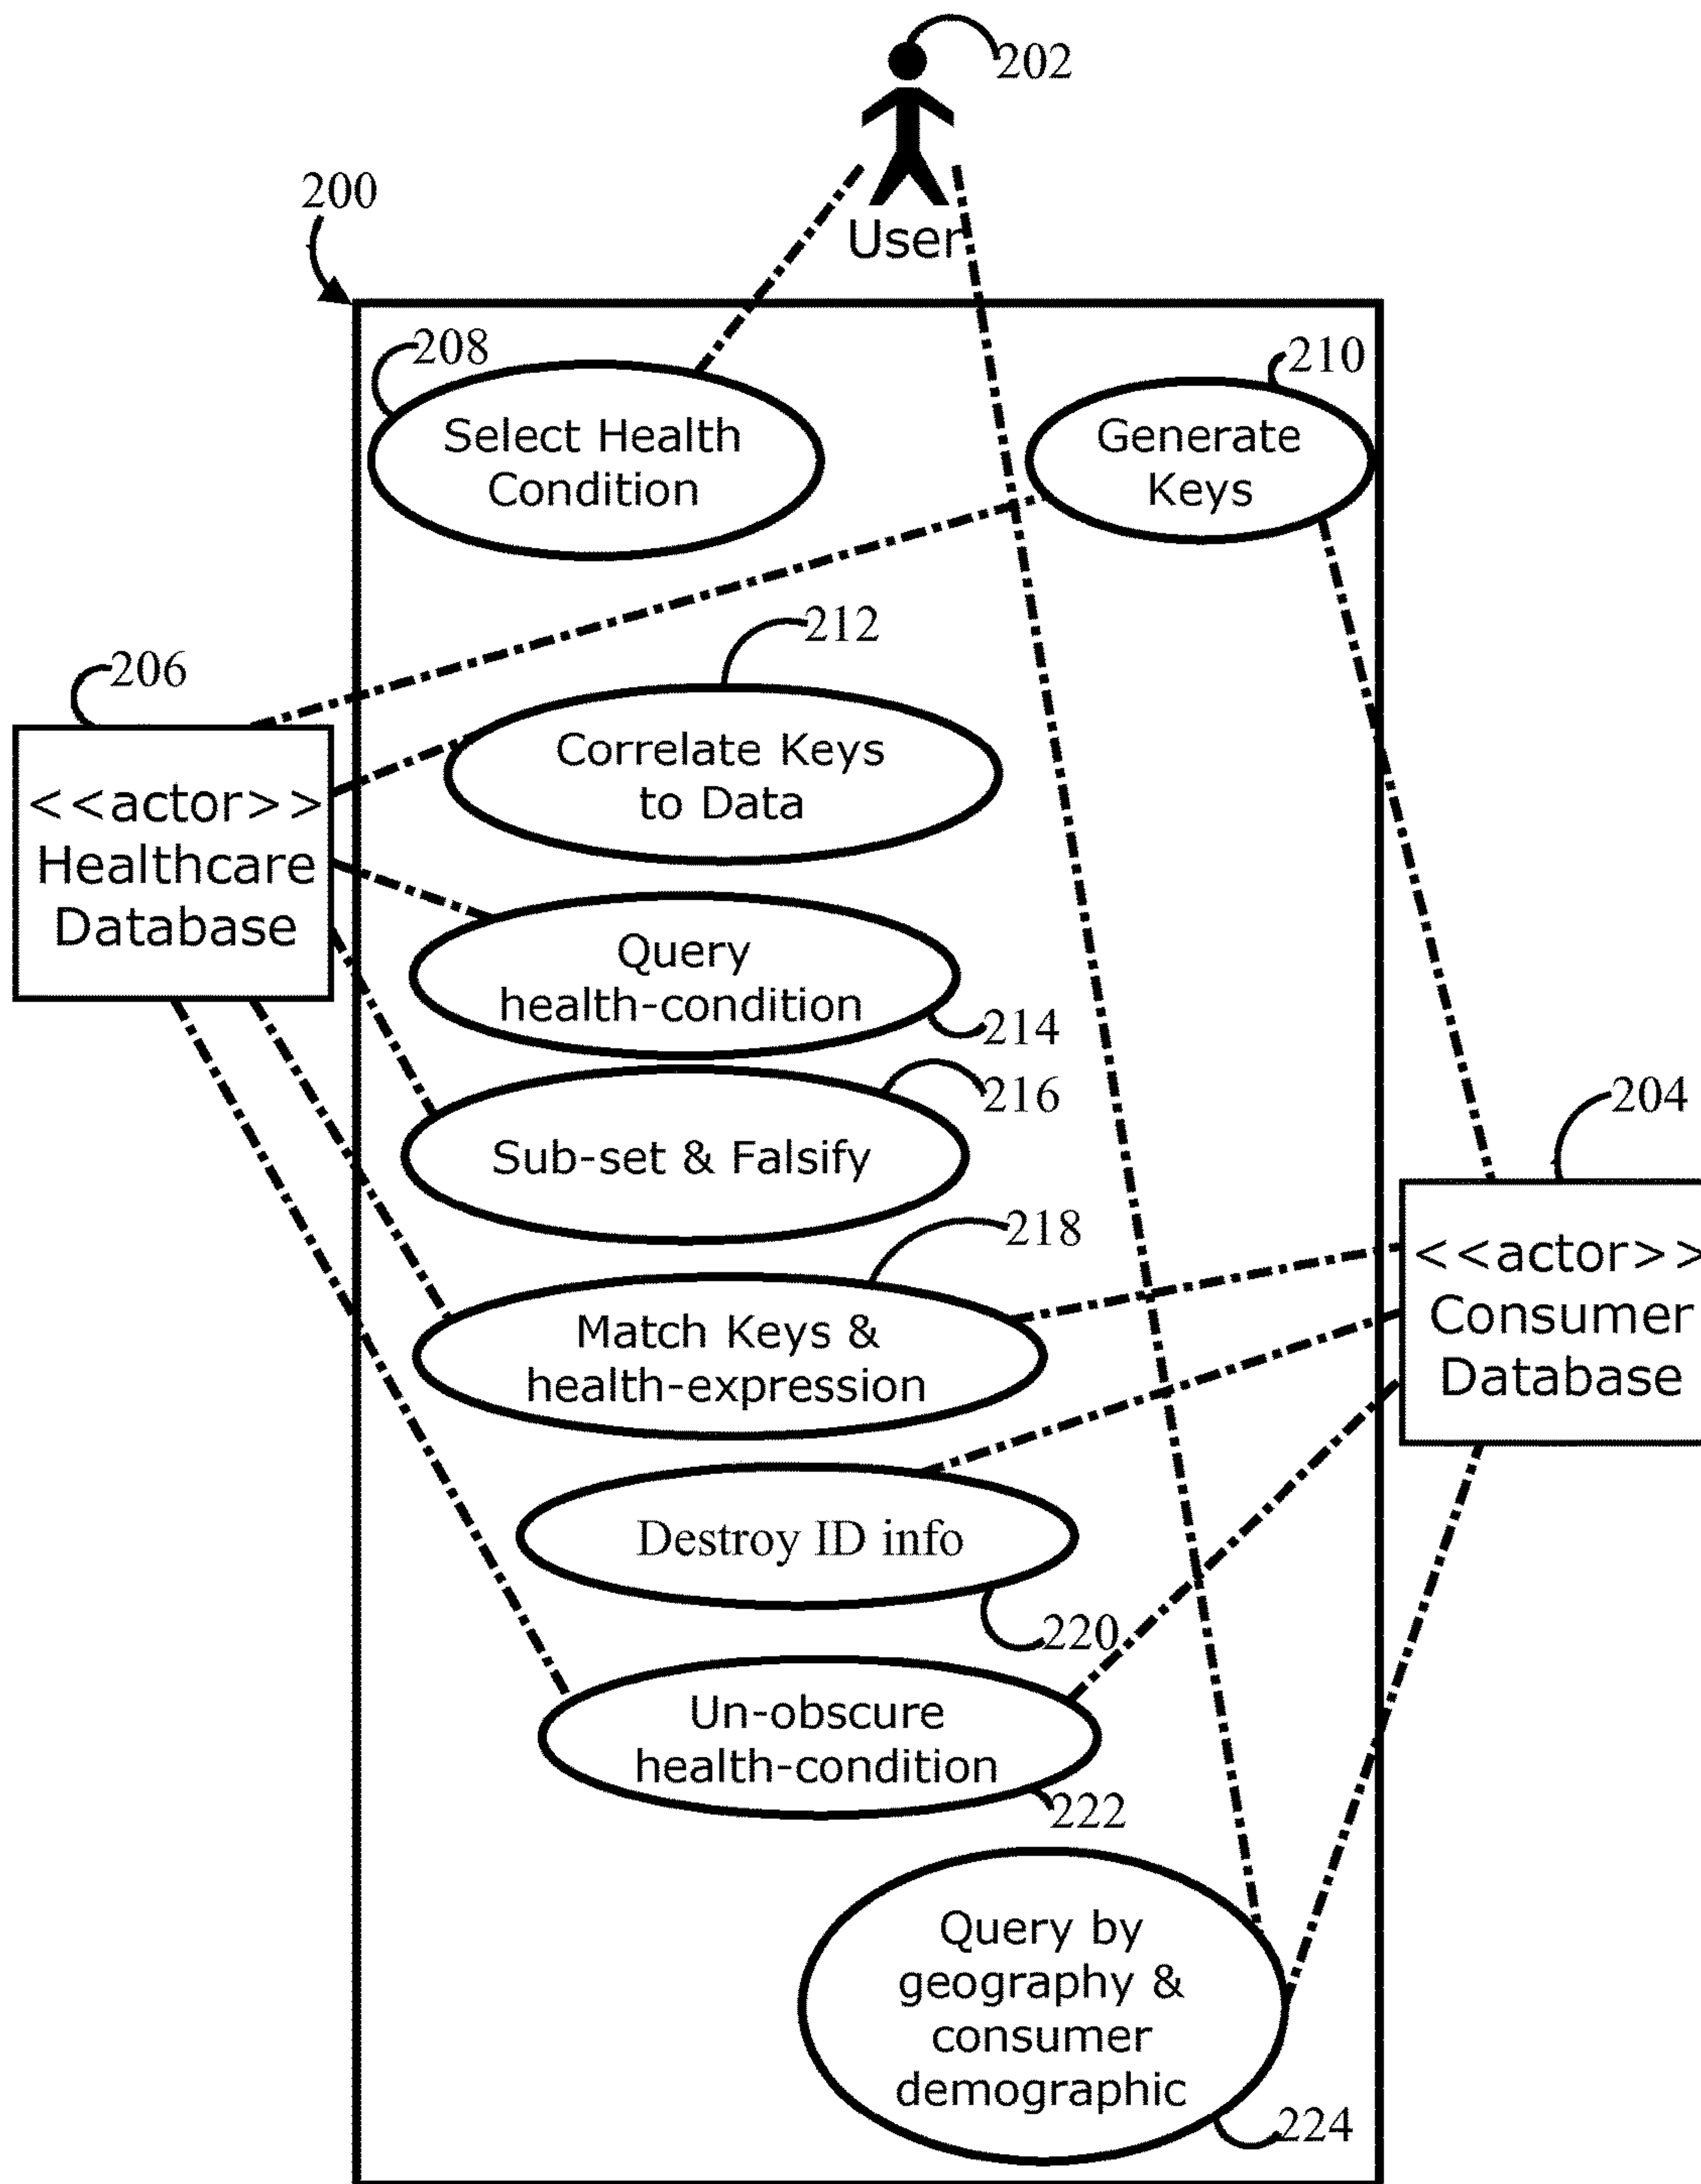 202
200
User
208
210
Select Health
Condition
Generate
Keys
212
206
Correlate Keys
to Data
<<actor>>
Healthcare
Database
Query
health-condition
214
216
204
Sub-set & Falsify
218
<<actor>>
Consumer
Database
Match Keys &
health-expression
Destroy ID info
220
Un-obscure
health-condition
222
Query by
geography &
consumer
demographic
224